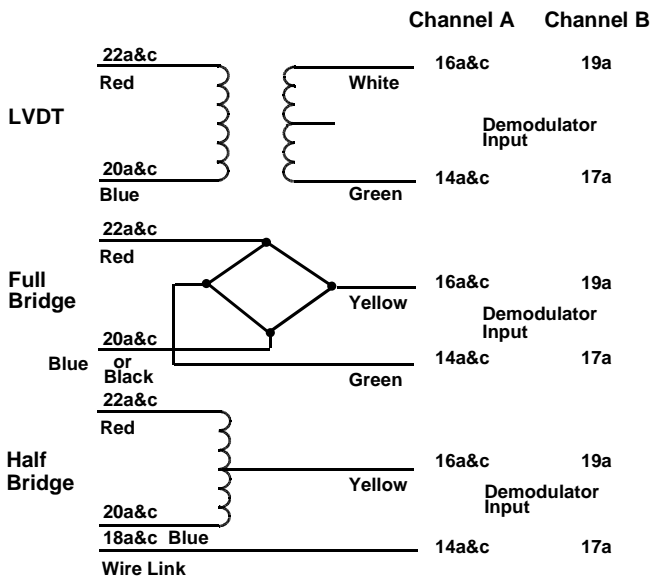 Channel A Channel B
22a&c 16a&c 19a
Red White
LVDT Demodulator
Input
20a&c 14a&c 17a
Blue Green
22a&c
Red
Full
Bridge 16a&c 19a
Yellow Demodulator
Input
20a&c 14a&c 17a
Blue or
Black Green
22a&c
Red
Half
Bridge 16a&c 19a
Yellow Demodulator
Input
20a&c
18a&c Blue 14a&c 17a
Wire Link